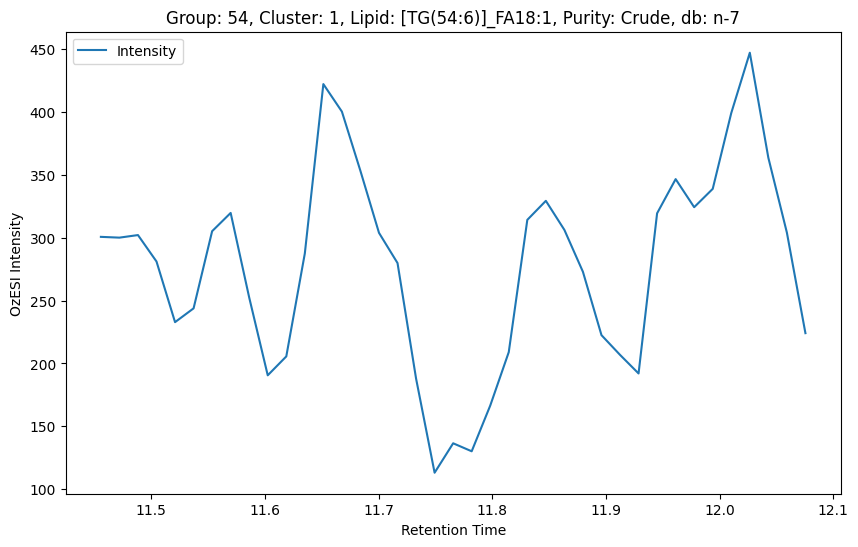 Group: 54, Cluster: 1, Lipid: [TG(54:6)]_FA18:1, Purity: Crude, db: n-7
Intensity
450
400
350
300
250
200
150
100
OzESI Intensity
11.5 11.6 11.7 11.8 11.9 12.0 12.1
Retention Time